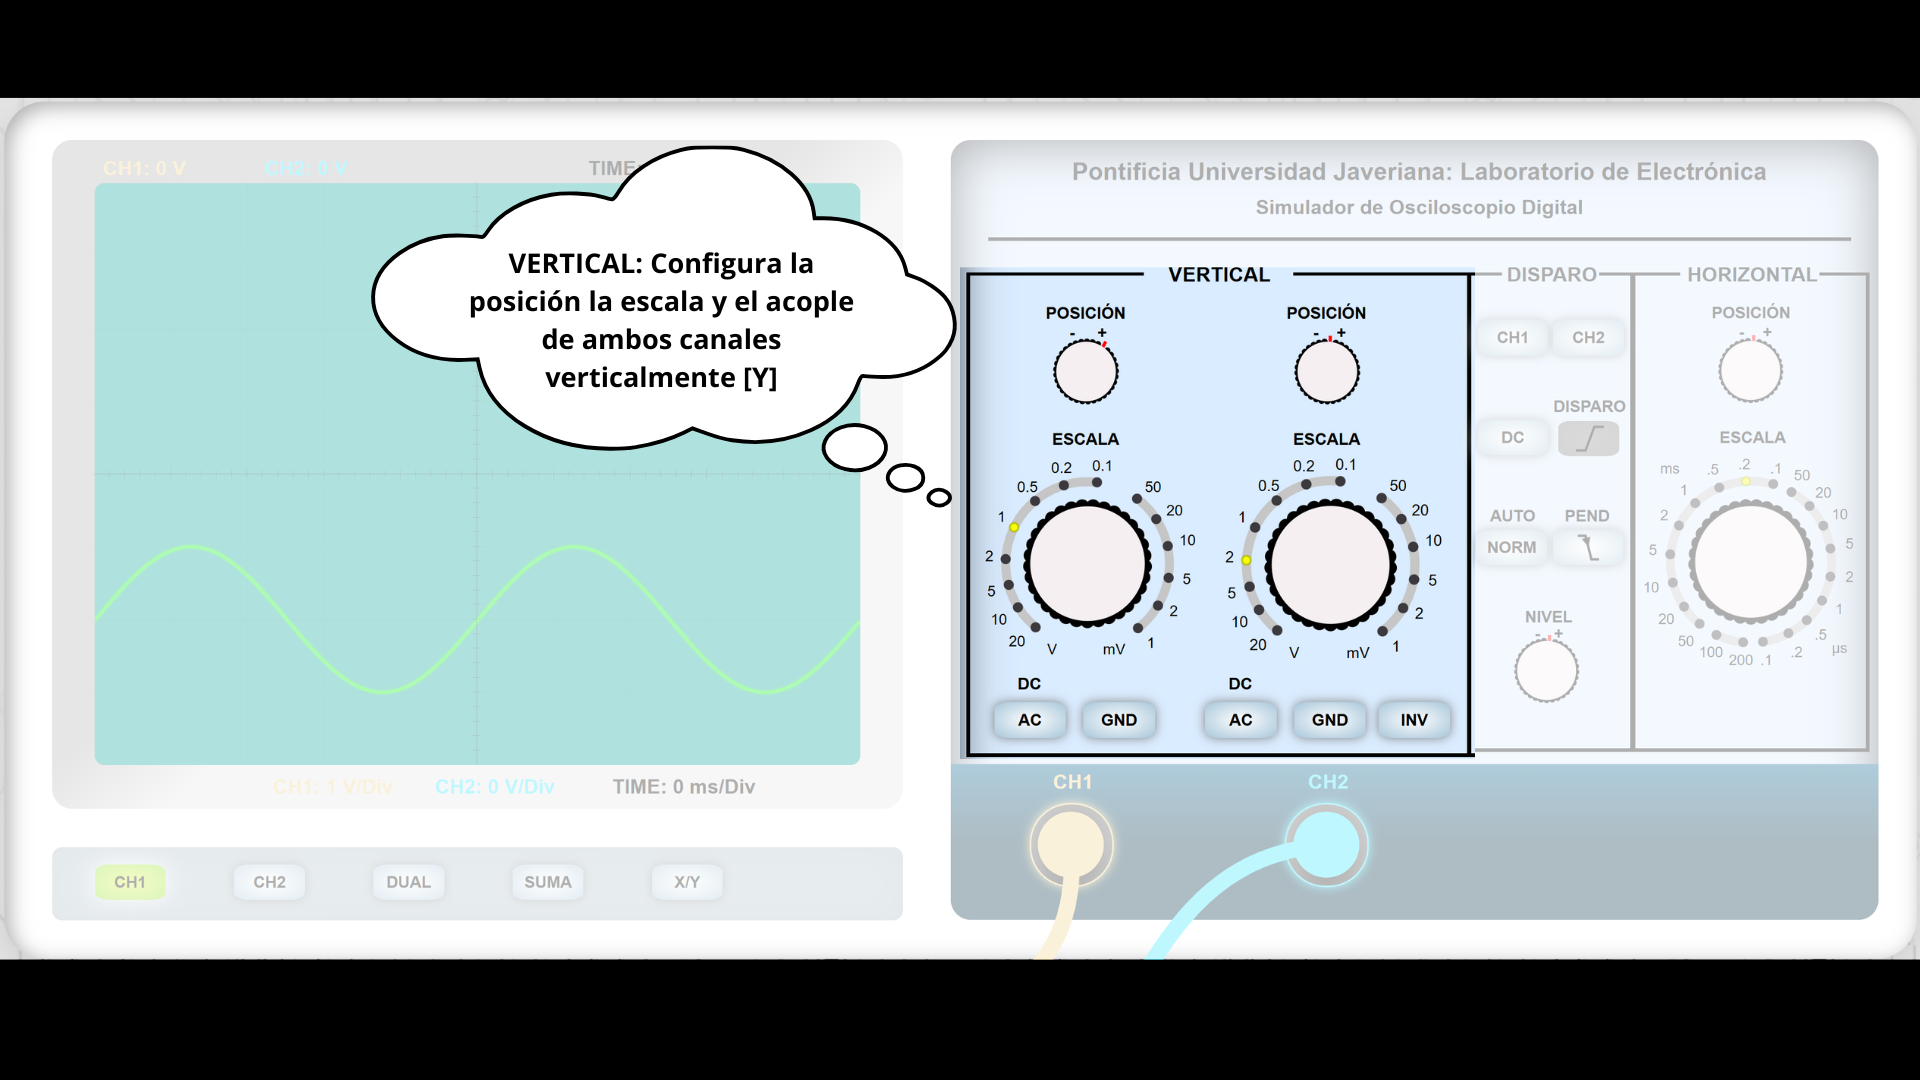 CH1: 0 V
CH2: 0 V
TIME:
VERTICAL: Configura la
posición la escala y el acople
de ambos canales
verticalmente [Y]
CH1: 1 V/Div
CH2: 0 V/Div
TIME: 0 ms/Div
CH1
CH2
DUAL
SUMA
X/Y
Pontificia Universidad Javeriana: Laboratorio de Electrónica
Simulador de Osciloscopio Digital
VERTICAL
POSICIÓN
- +
ESCALA
0.1
0.2
0.5
1
2
5
10
20
V
50
20
10
5
2
1
mV
DC
AC
GND
POSICIÓN
- +
ESCALA
0.1
0.2
0.5
1
2
5
10
20
V
50
20
10
5
2
1
mV
DC
AC
GND
INV
DISPARO
CH1
CH2
DISPARO
DC
AUTO
PEND
NORM
NIVEL
- +
HORIZONTAL
POSICIÓN
- +
ESCALA
ms
.1
.2
.5
1
2
5
10
20
50
100
200
50
20
10
5
2
1
.5
.2
.1
µs
CH1
CH2